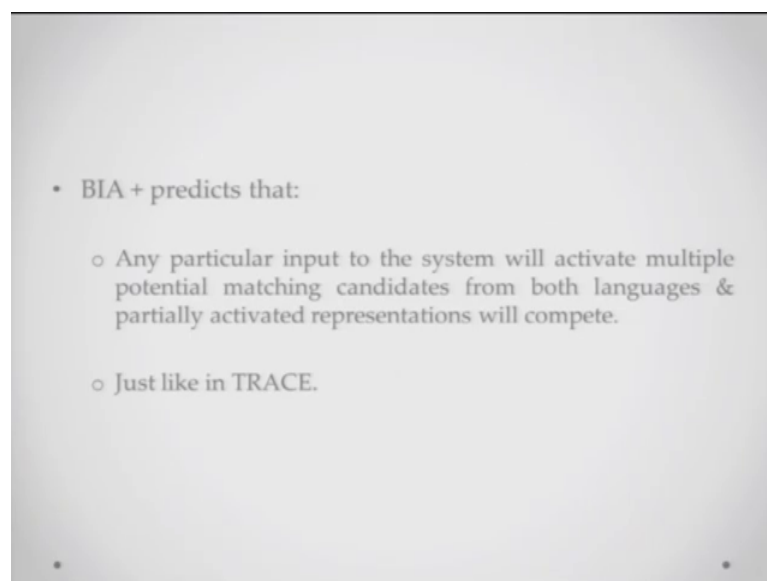 • BIA + predicts that:
o Any particular input to the system will activate multiple
potential matching candidates from both languages &
partially activated representations will compete.
o Just like in TRACE.